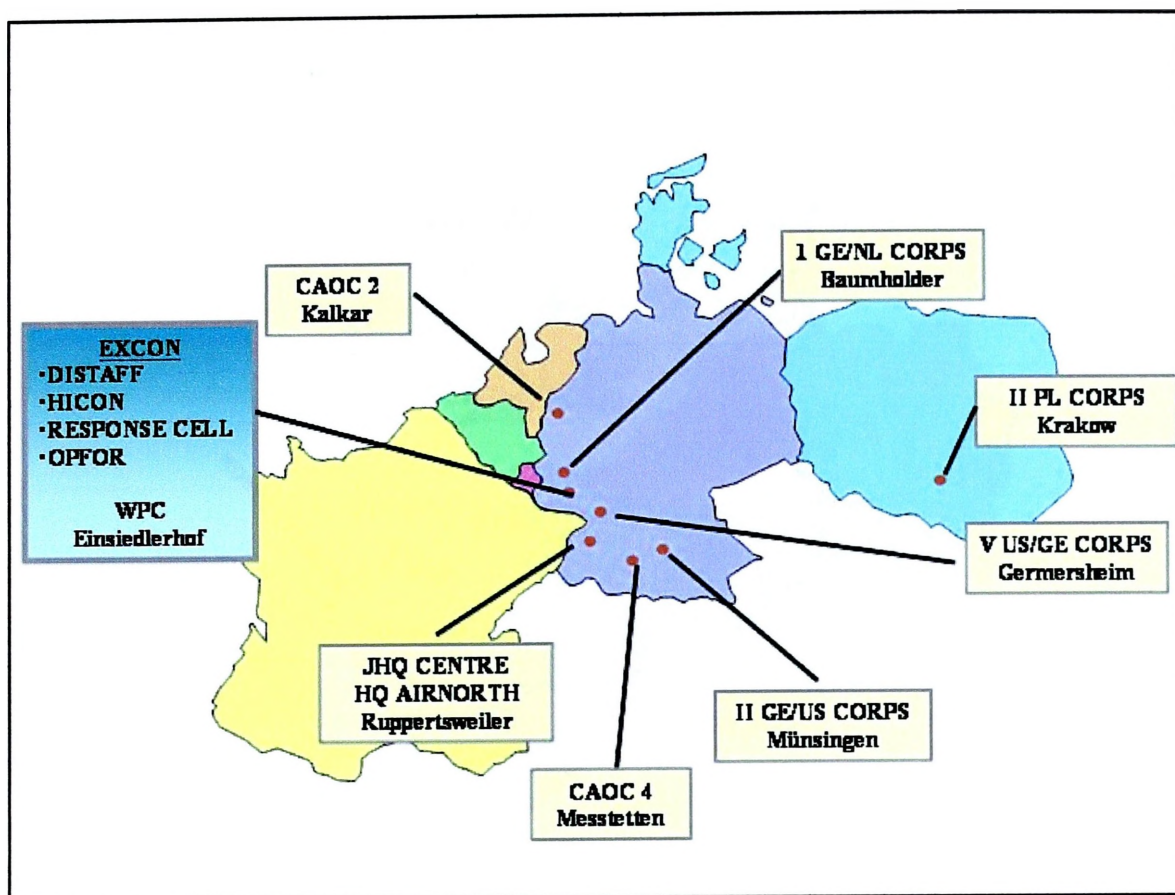 1 GE/NL CORPS
Baumholder
CAOC 2
Kalkar
EXCON
·DISTAFF
·HICON
·RESPONSE CELL
·OPFOR
WPC
Einsiedlerhof
II PL CORPS
Krakow
V US/GE CORPS
Germersheim
JHQ CENTRE
HQ AIRNORTH
Ruppertsweiler
II GE/US CORPS
Münsingen
CAOC 4
Messtetten